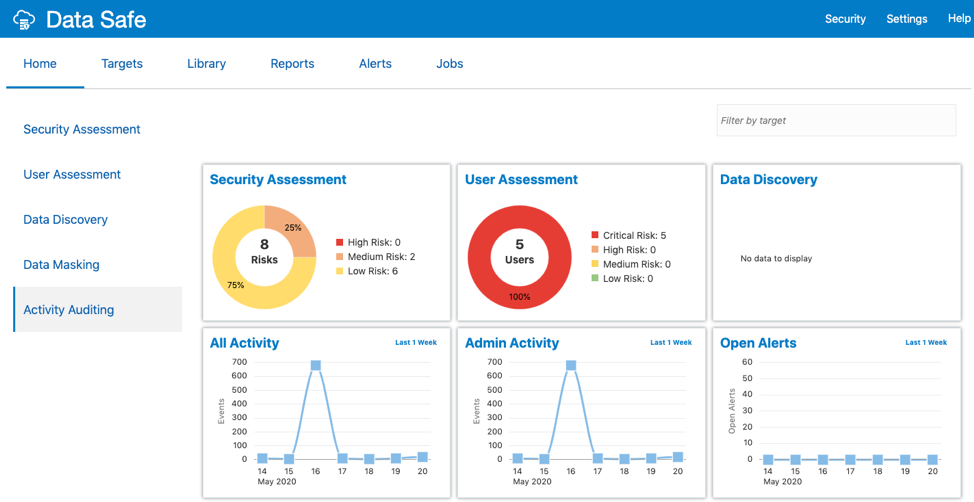 Data Safe
Security Settings Help
Home Targets Library Reports Alerts Jobs
Filter by target
Security Assessment
User Assessment
Data Discovery
Data Masking
Activity Auditing
Security Assessment
25%
8
Risks
75%
High Risk: 0
Medium Risk: 2
Low Risk: 6
User Assessment
5
Users
100%
Critical Risk: 5
High Risk: 0
Medium Risk: 0
Low Risk: 0
Data Discovery
No data to display
All Activity Last 1 Week
Events
700
600
500
400
300
200
100
0
14 15 16 17 18 19 20
May 2020
Admin Activity Last 1 Week
Events
700
600
500
400
300
200
100
0
14 15 16 17 18 19 20
May 2020
Open Alerts Last 1 Week
Open Alerts
60
50
40
30
20
10
0
14 15 16 17 18 19 20
May 2020